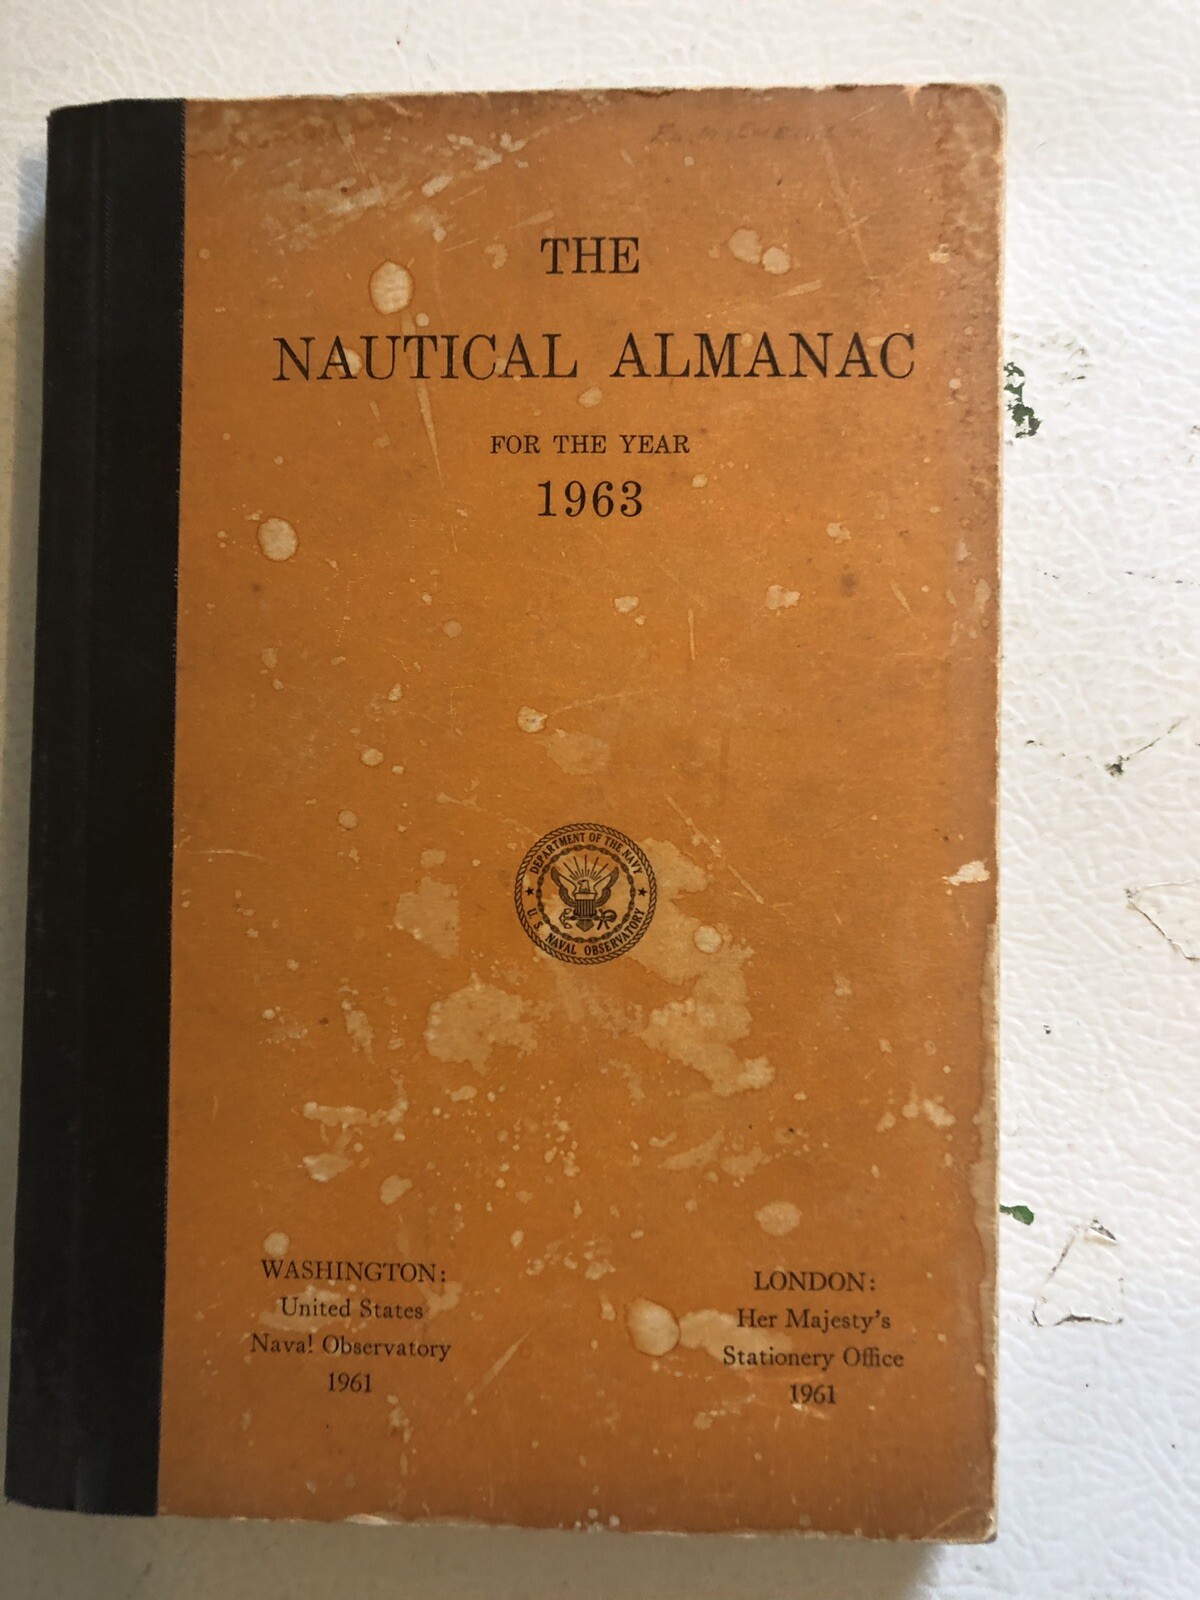 THE
NAUTICAL ALMANAC
FOR THE YEAR
1963
DEPARTMENT OF THE NAVY
★ U. S. NAVAL OBSERVATORY ★
WASHINGTON:
United States
Naval Observatory
1961
LONDON:
Her Majesty's
Stationery Office
1961